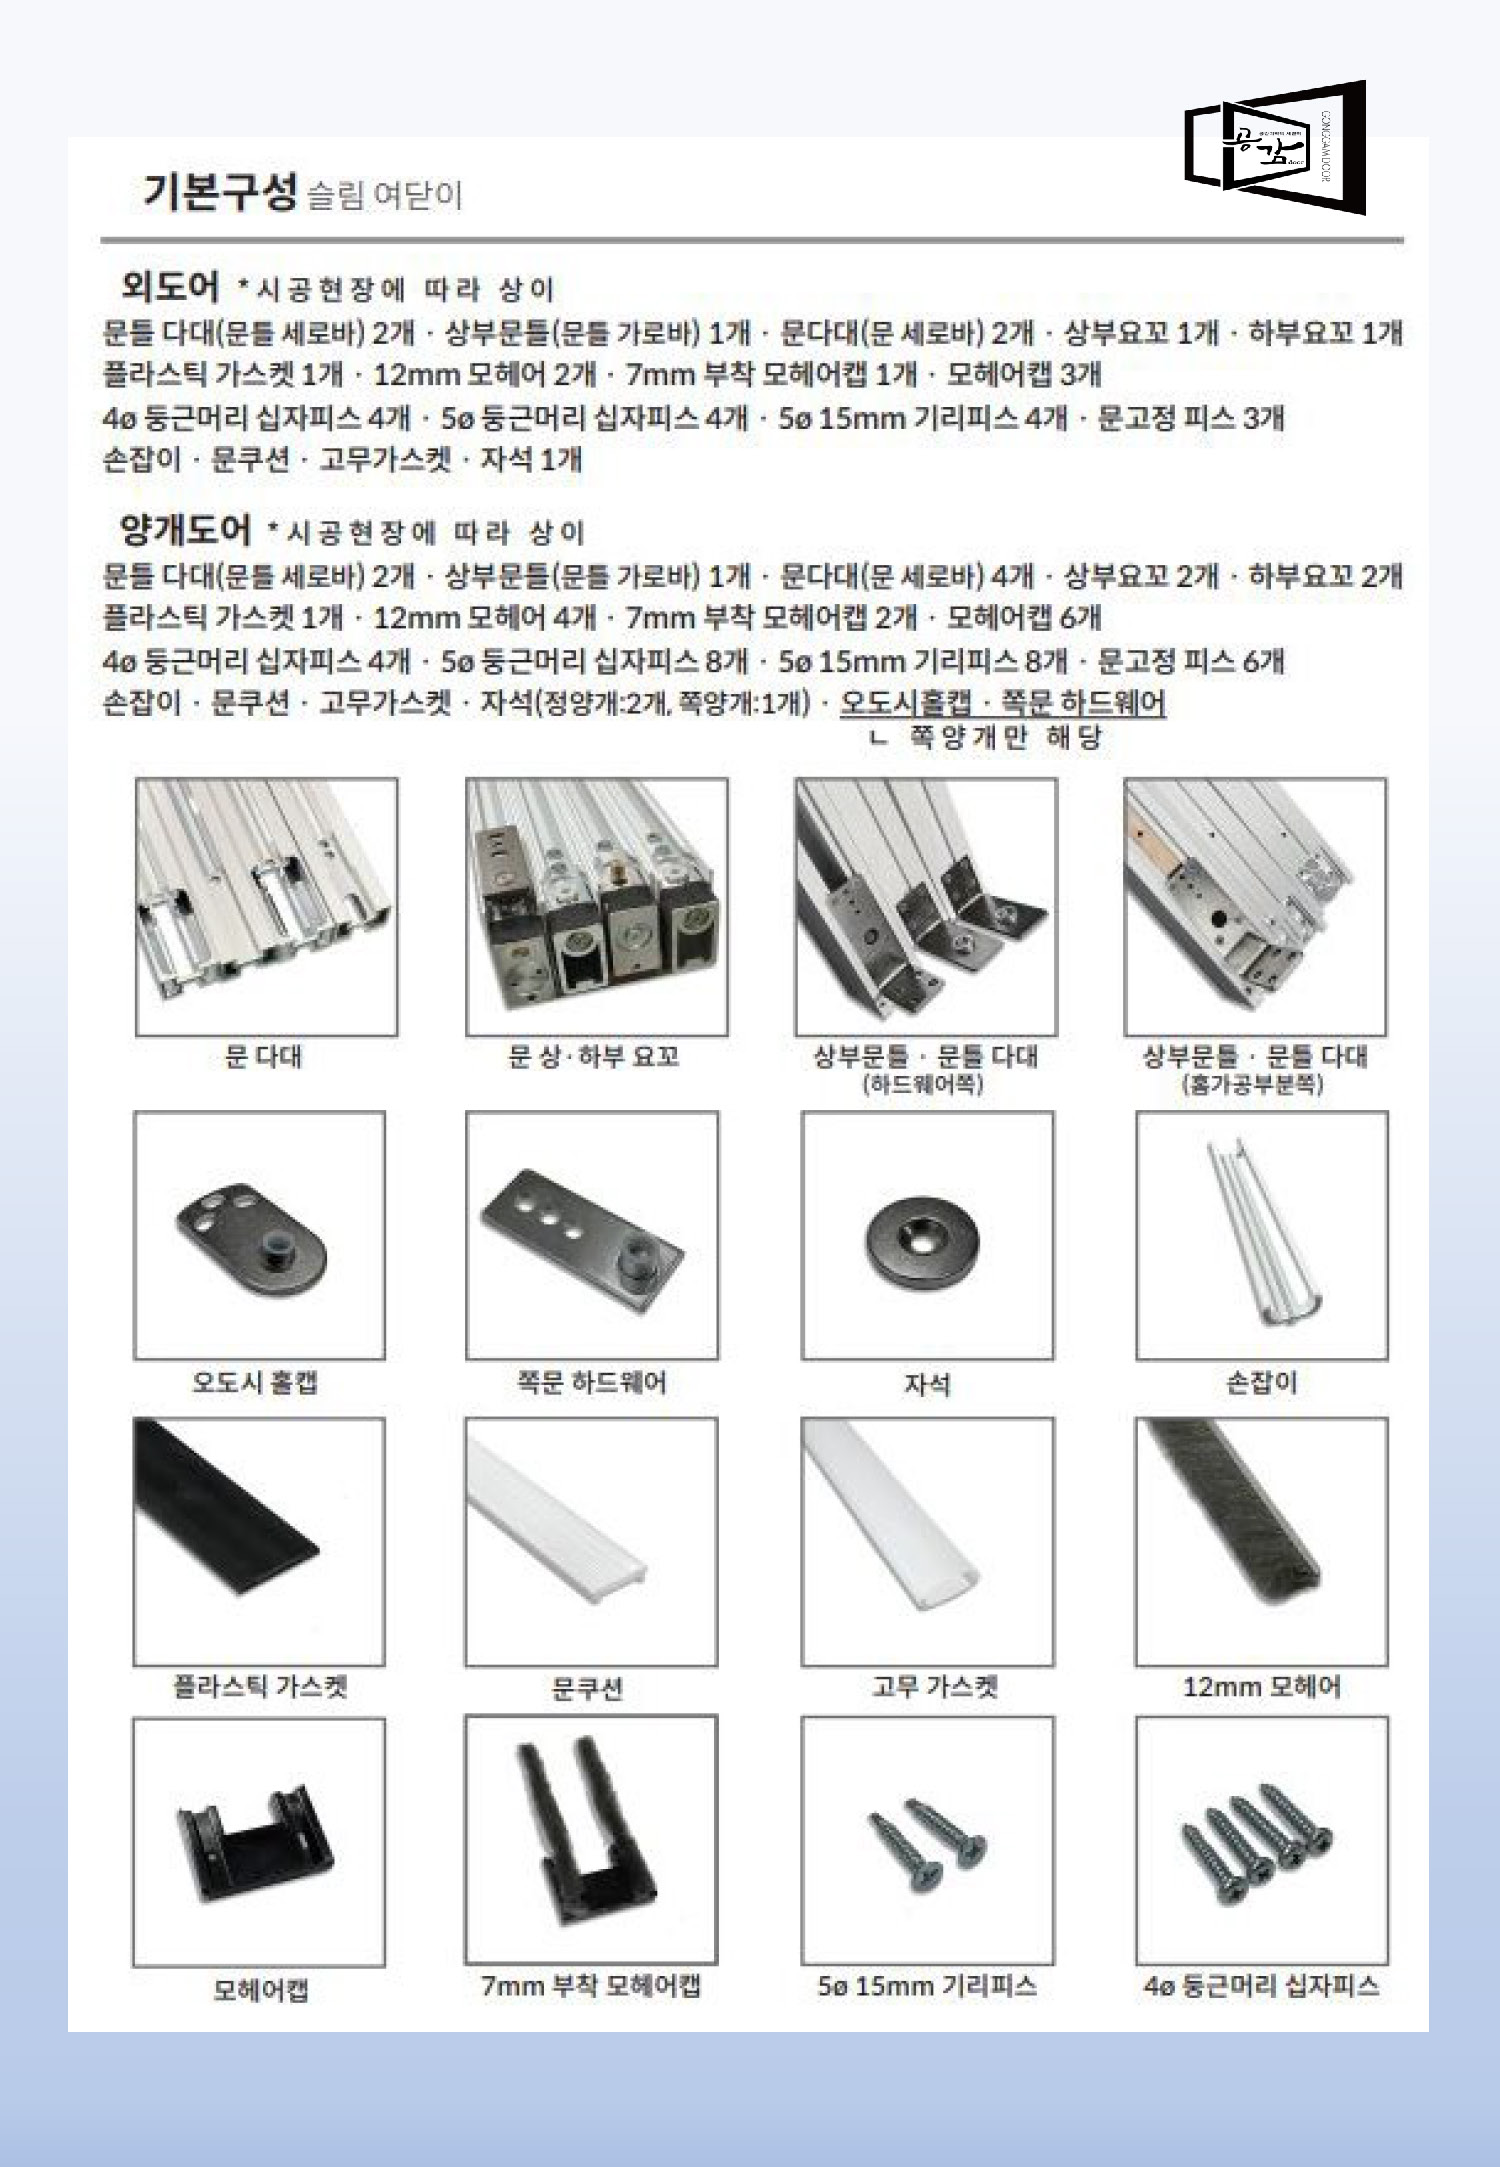 공감
door
GONGGAM DOOR
기본구성 슬림 여닫이
외도어 *시공현장에 따라 상이
문틀 다대(문틀 세로바) 2개 · 상부문틀(문틀 가로바) 1개 · 문다대(문 세로바) 2개 · 상부요꼬 1개 · 하부요꼬 1개
플라스틱 가스켓 1개 · 12mm 모헤어 2개 · 7mm 부착 모헤어캡 1개 · 모헤어캡 3개
4ø 둥근머리 십자피스 4개 · 5ø 둥근머리 십자피스 4개 · 5ø 15mm 기리피스 4개 · 문고정 피스 3개
손잡이 · 문쿠션 · 고무가스켓 · 자석 1개
양개도어 *시공현장에 따라 상이
문틀 다대(문틀 세로바) 2개 · 상부문틀(문틀 가로바) 1개 · 문다대(문 세로바) 4개 · 상부요꼬 2개 · 하부요꼬 2개
플라스틱 가스켓 1개 · 12mm 모헤어 4개 · 7mm 부착 모헤어캡 2개 · 모헤어캡 6개
4ø 둥근머리 십자피스 4개 · 5ø 둥근머리 십자피스 8개 · 5ø 15mm 기리피스 8개 · 문고정 피스 6개
손잡이 · 문쿠션 · 고무가스켓 · 자석(정양개:2개, 쪽양개:1개) · 오도시홀캡 · 쪽문 하드웨어
ㄴ 쪽양개만 해당
문 다대
문 상·하부 요꼬
상부문틀 · 문틀 다대
(하드웨어쪽)
상부문틀 · 문틀 다대
(홈가공부분쪽)
오도시 홀캡
쪽문 하드웨어
자석
손잡이
플라스틱 가스켓
문쿠션
고무 가스켓
12mm 모헤어
모헤어캡
7mm 부착 모헤어캡
5ø 15mm 기리피스
4ø 둥근머리 십자피스